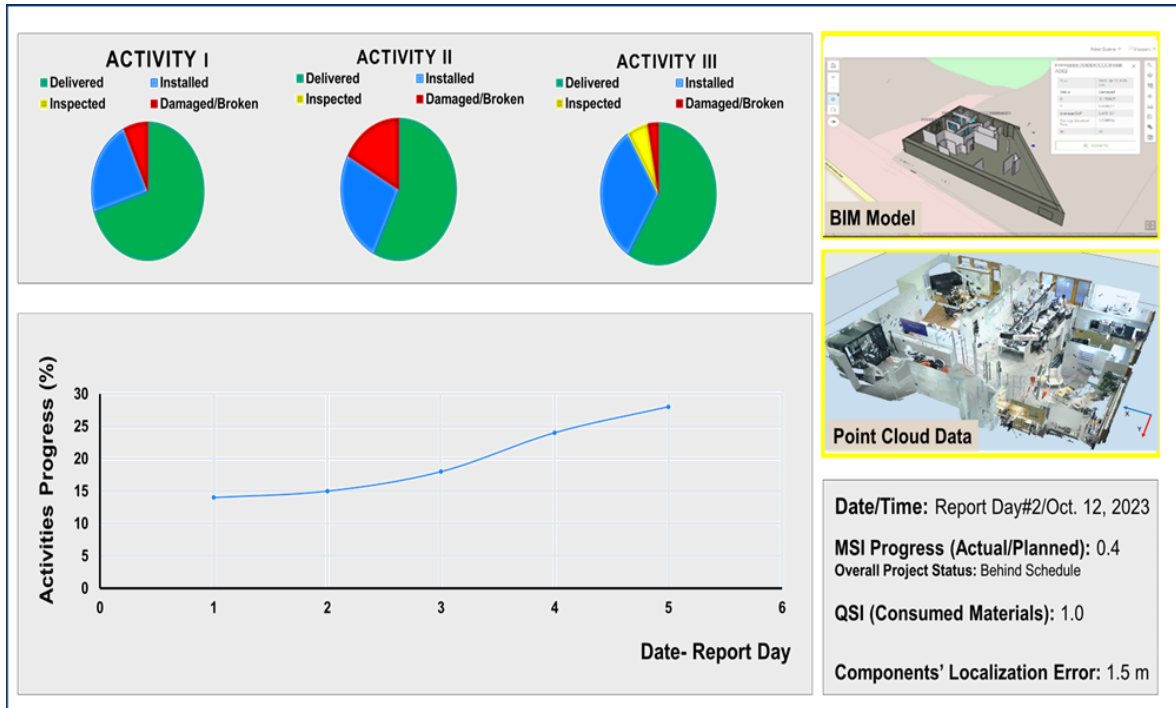 ACTIVITY I
Delivered Installed
Inspected Damaged/Broken
ACTIVITY II
Delivered Installed
Inspected Damaged/Broken
ACTIVITY III
Delivered Installed
Inspected Damaged/Broken
BIM Model
Point Cloud Data
X
Y
Activities Progress (%)
30
25
20
15
10
5
0
0 1 2 3 4 5 6
Date- Report Day
Date/Time: Report Day#2/Oct. 12, 2023
MSI Progress (Actual/Planned): 0.4
Overall Project Status: Behind Schedule
QSI (Consumed Materials): 1.0
Components' Localization Error: 1.5 m